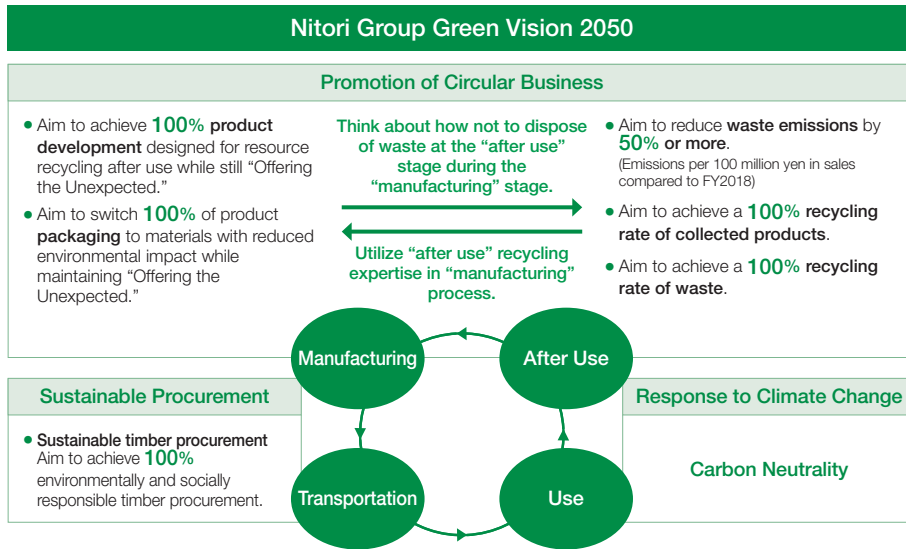 Nitori Group Green Vision 2050
Promotion of Circular Business
• Aim to achieve 100% product
development designed for resource
recycling after use while still “Offering
the Unexpected.”
• Aim to switch 100% of product
packaging to materials with reduced
environmental impact while
maintaining “Offering the
Unexpected.”
Think about how not to dispose
of waste at the “after use”
stage during the
“manufacturing” stage.
Utilize “after use” recycling
expertise in “manufacturing”
process.
• Aim to reduce waste emissions by
50% or more.
(Emissions per 100 million yen in sales
compared to FY2018)
• Aim to achieve a 100% recycling
rate of collected products.
• Aim to achieve a 100% recycling
rate of waste.
Manufacturing
After Use
Transportation
Use
Sustainable Procurement
• Sustainable timber procurement
Aim to achieve 100%
environmentally and socially
responsible timber procurement.
Response to Climate Change
Carbon Neutrality